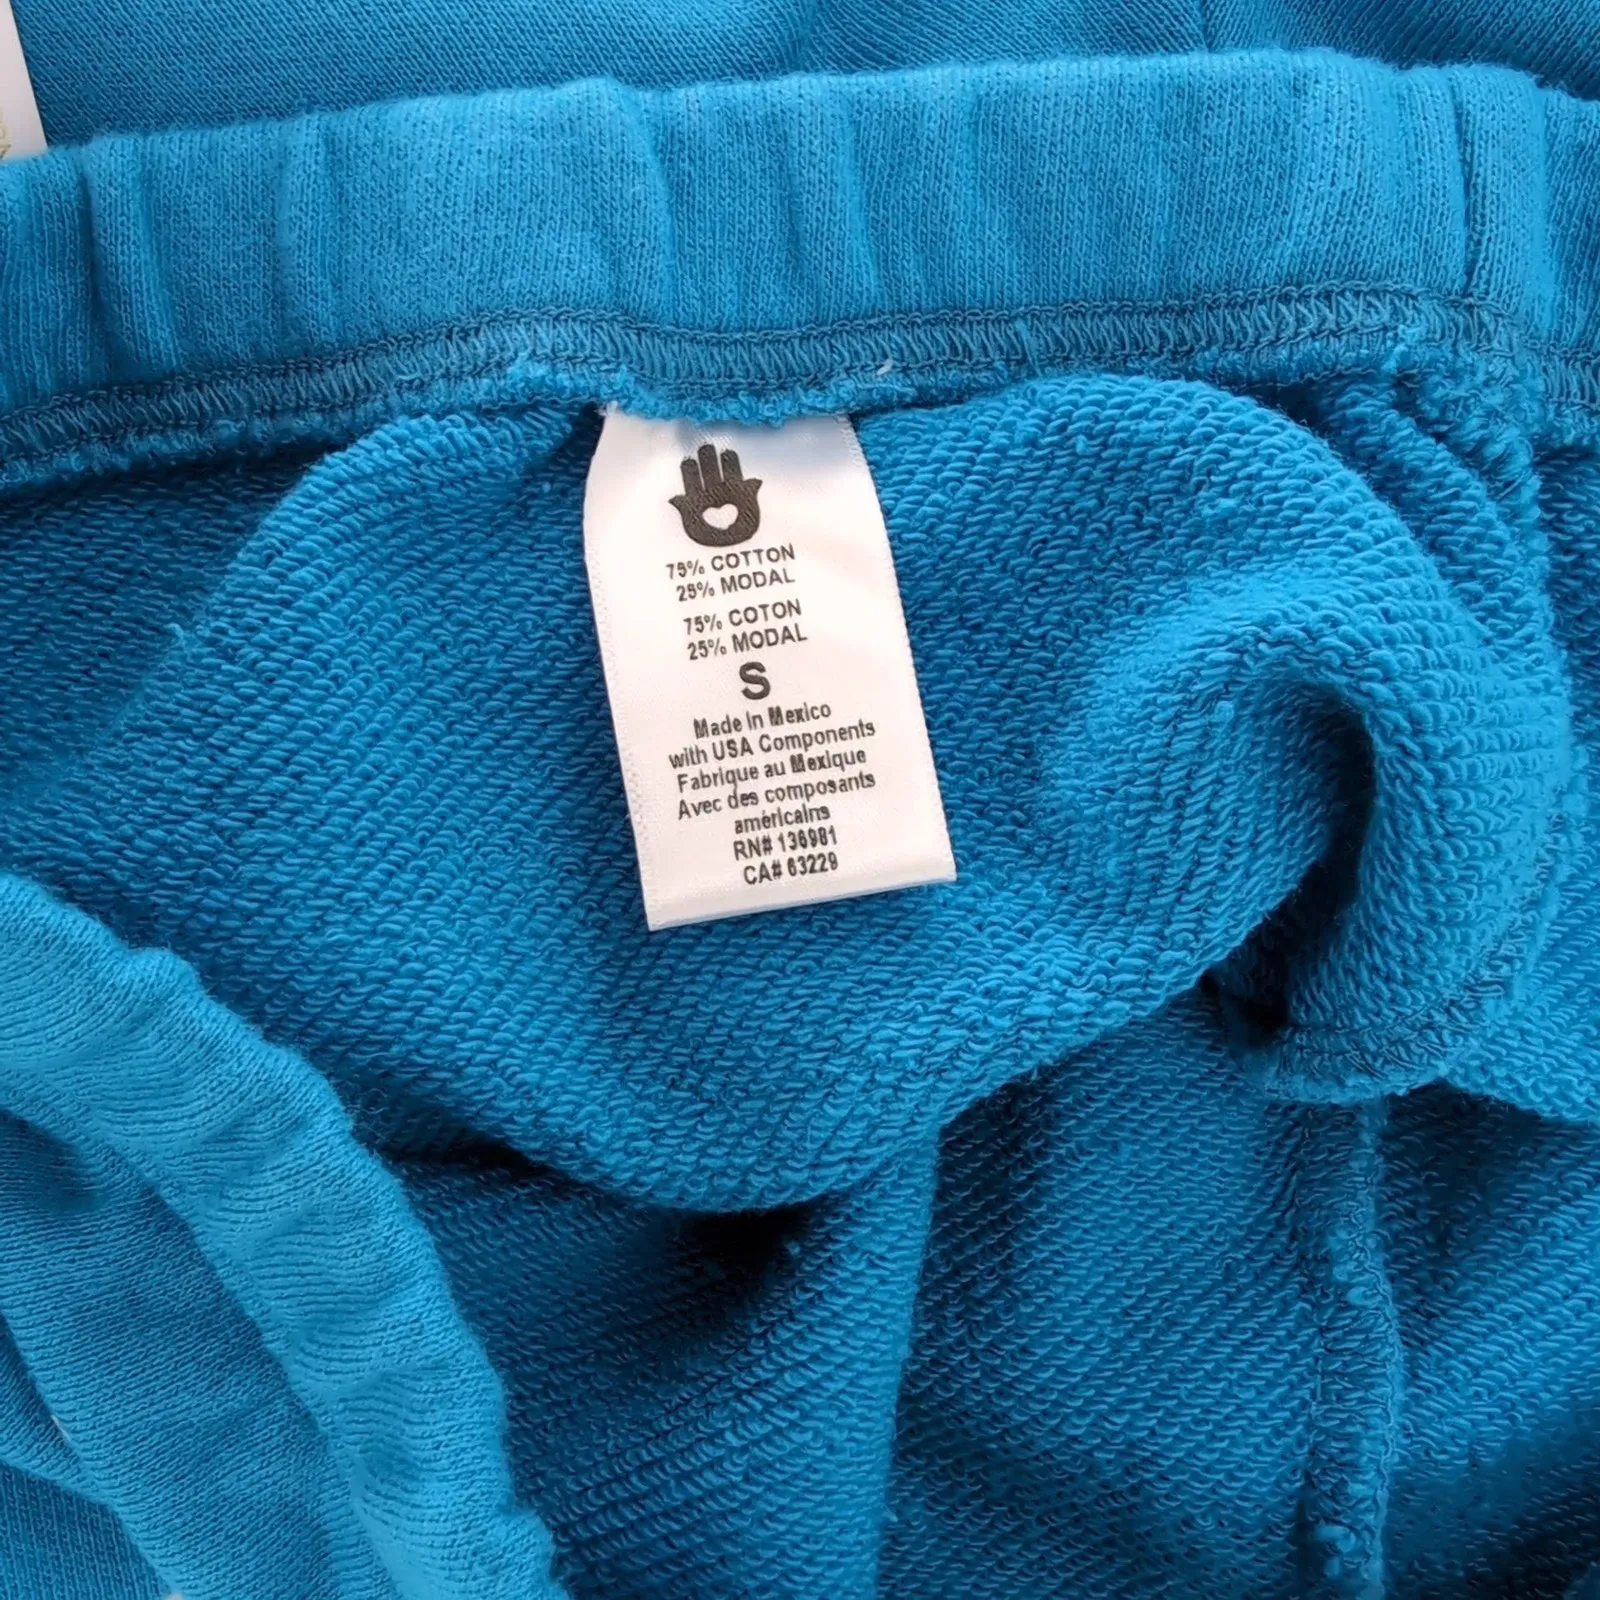 75% COTTON
25% MODAL
75% COTON
25% MODAL
S
Made in Mexico
with USA Components
Fabrique au Mexique
Avec des composants
américains
RN# 136981
CA# 63229